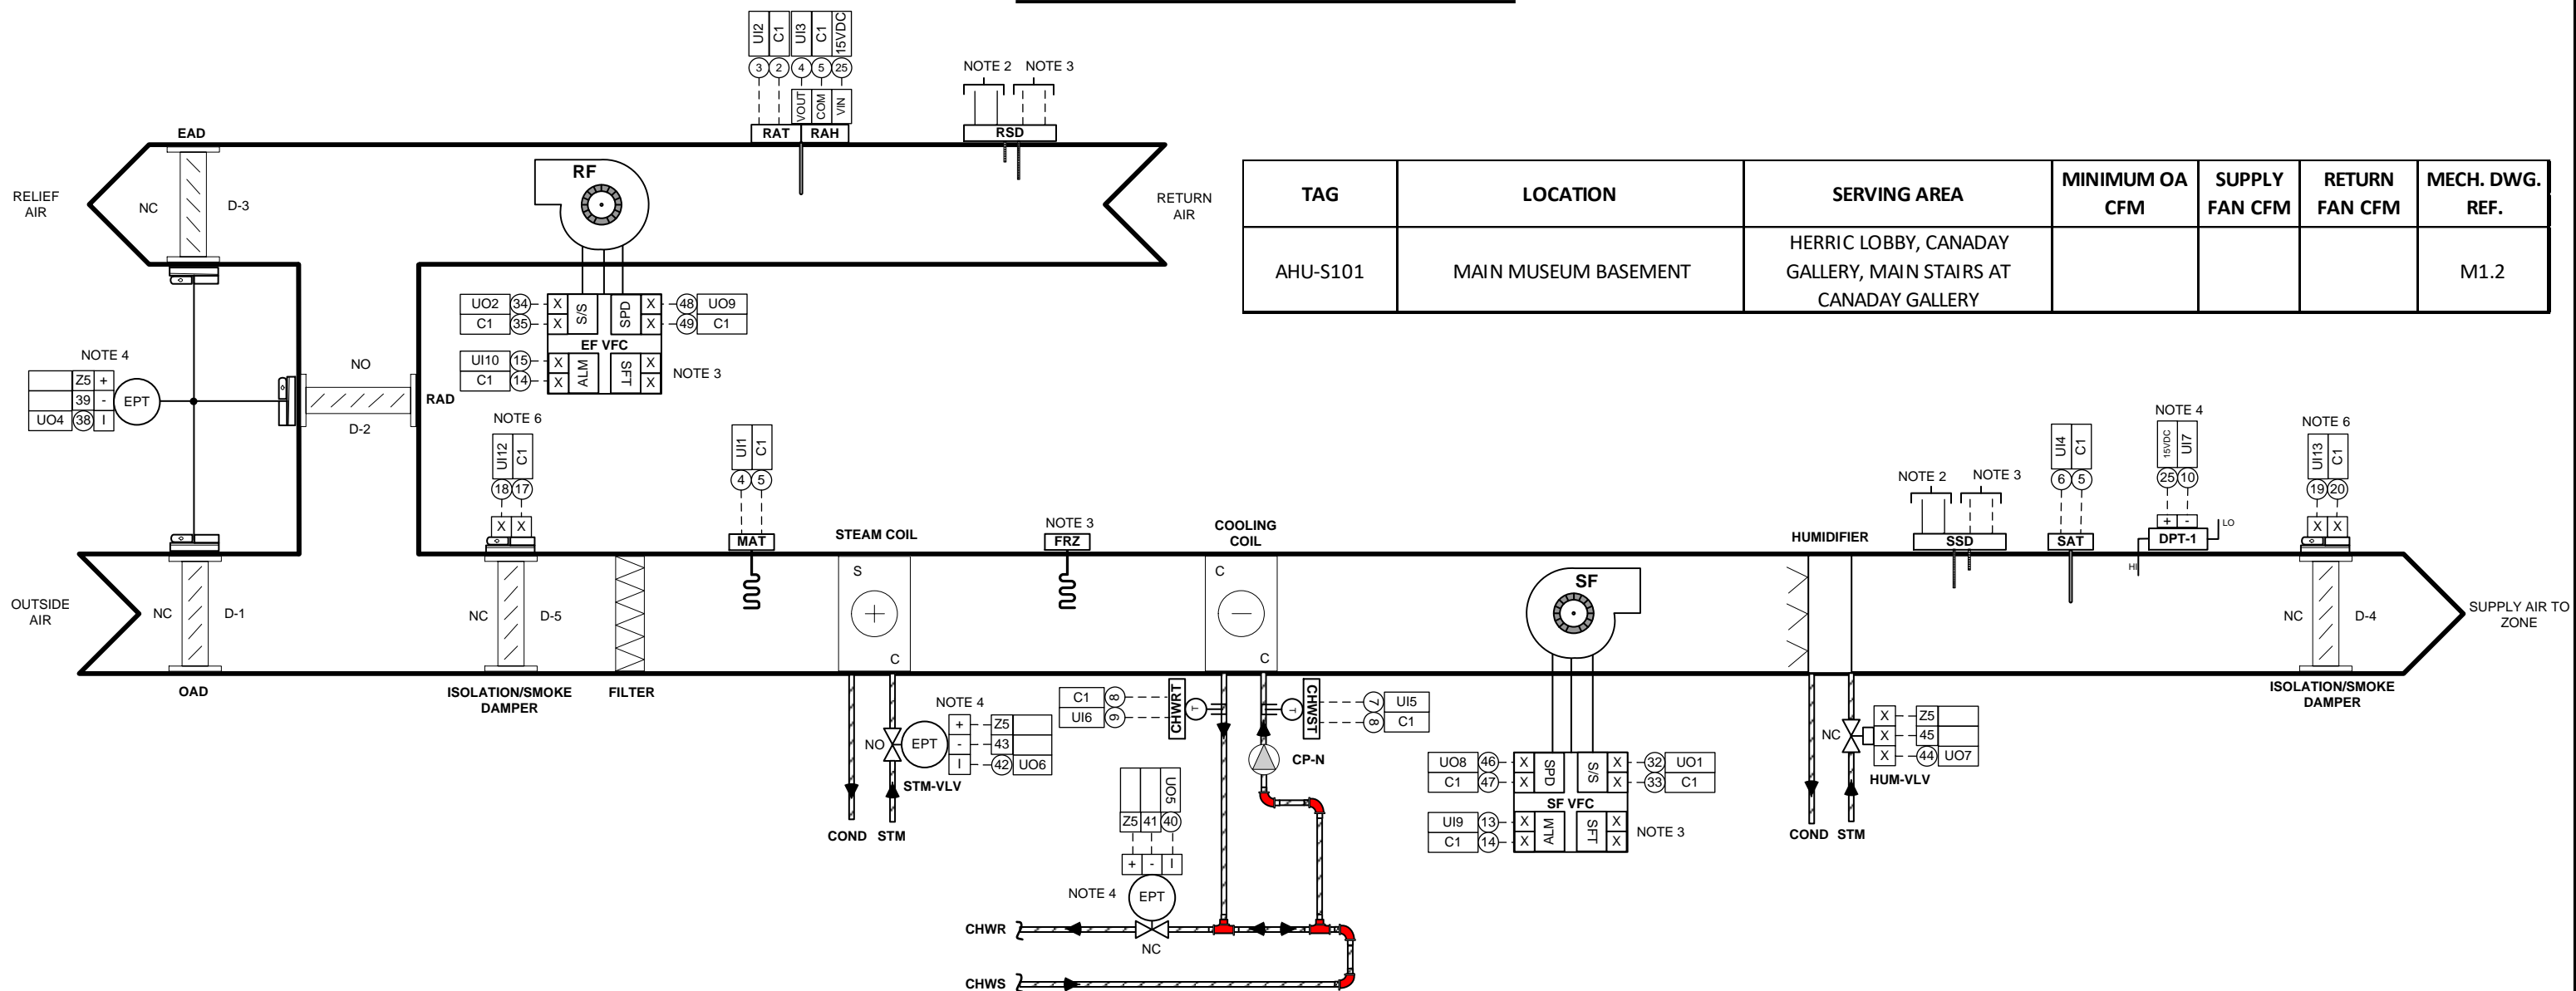 UI2 C1 UI3 C1 15VDC
3 2 4 5 25
VOUT COM VIN
RAT RAH
NOTE 2 NOTE 3
RSD
EAD
RELIEF
AIR
NC D-3
RF
RETURN
AIR
TAG LOCATION SERVING AREA MINIMUM OA CFM SUPPLY FAN CFM RETURN FAN CFM MECH. DWG. REF.
AHU-S101 MAIN MUSEUM BASEMENT HERRIC LOBBY, CANADAY GALLERY, MAIN STAIRS AT CANADAY GALLERY M1.2
UO2 34 X S/S SPD X 48 UO9
C1 35 X X 49 C1
EF VFC
UI10 15 X ALM SFT X
C1 14 X X
NOTE 3
NOTE 4
Z5 +
39 -
UO4 38 I
EPT
NO
RAD
D-2
NOTE 6
UI12 C1
18 17
X X
UI1 C1
4 5
MAT
STEAM COIL
NOTE 3
FRZ
COOLING
COIL
HUMIDIFIER
NOTE 2 NOTE 3
SSD
UI4 C1
6 5
SAT
NOTE 4
15VDC UI7
25 10
+ -
DPT-1
LO
HI
NOTE 6
UI13 C1
19 20
X X
OUTSIDE
AIR
NC D-1
NC D-5
S
C
C
C
SF
NC D-4
SUPPLY AIR TO
ZONE
OAD
ISOLATION/SMOKE
DAMPER
FILTER
NOTE 4
NO EPT
+ Z5
- 43
I 42 UO6
STM-VLV
COND STM
C1 8
UI6 9
CHWRT
T
T
CHWST
7 UI5
8 C1
CP-N
UO8 46 X SPD S/S X 32 UO1
C1 47 X X 33 C1
SF VFC
UI9 13 X ALM SFT X
C1 14 X X
NOTE 3
NC
X Z5
X 45
X 44 UO7
HUM-VLV
COND STM
ISOLATION/SMOKE
DAMPER
UO5
Z5 41 40
+ - I
NOTE 4
EPT
NC
CHWR
CHWS